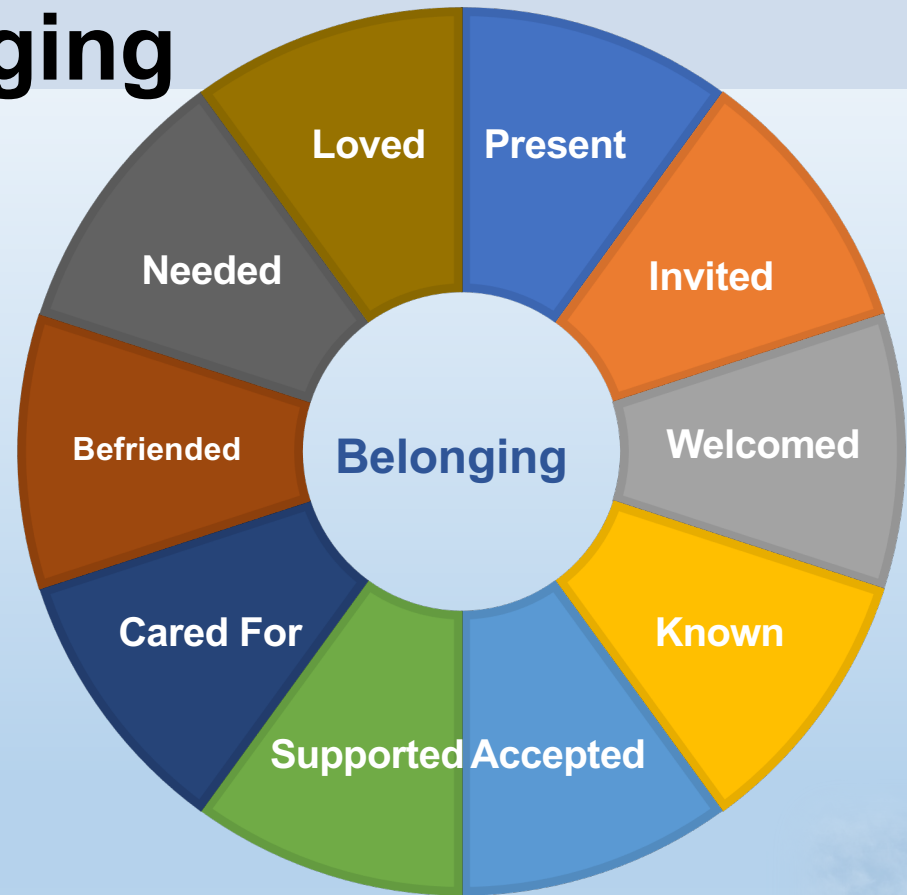 ging
Loved
Present
Invited
Welcomed
Known
Accepted
Supported
Cared For
Befriended
Needed
Belonging